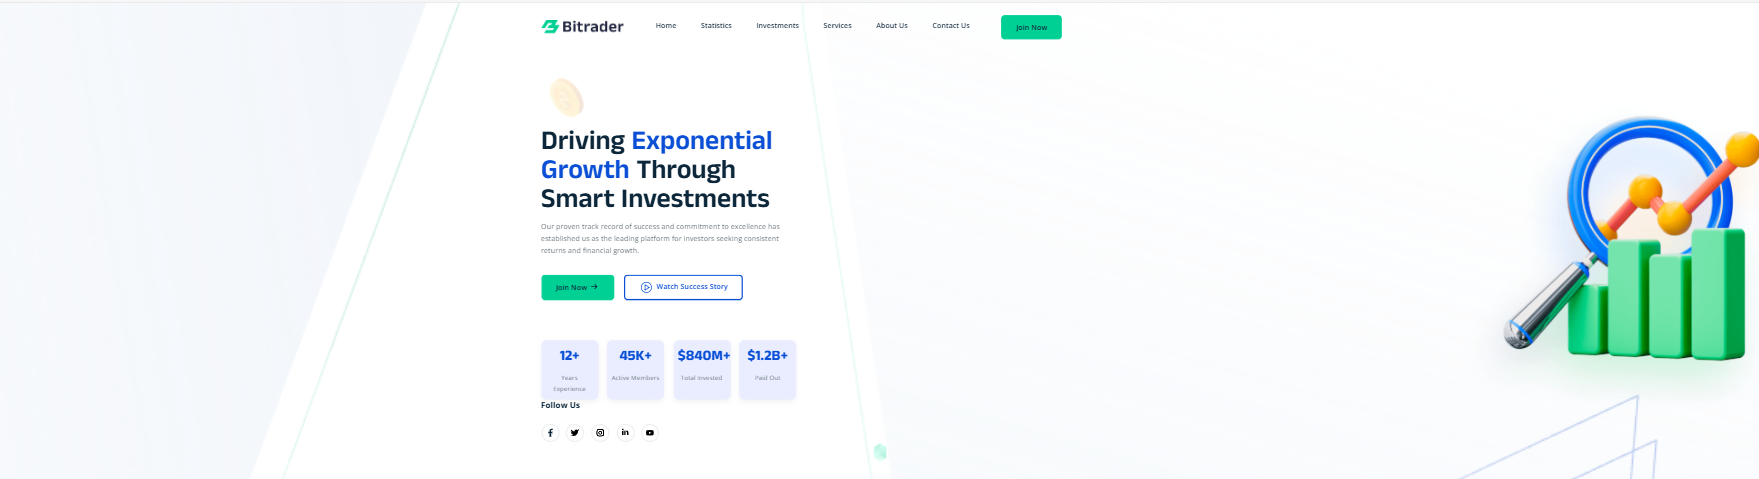 Bitrader
Home Statistics Investments Services About Us Contact Us Join Now
Driving Exponential
Growth Through
Smart Investments
Our proven track record of success and commitment to excellence has
established us as the leading platform for investors seeking consistent
returns and financial growth.
Join Now → Watch Success Story
12+ 45K+ $840M+ $1.2B+
Years Active Members Total Invested Paid Out
Experience
Follow Us